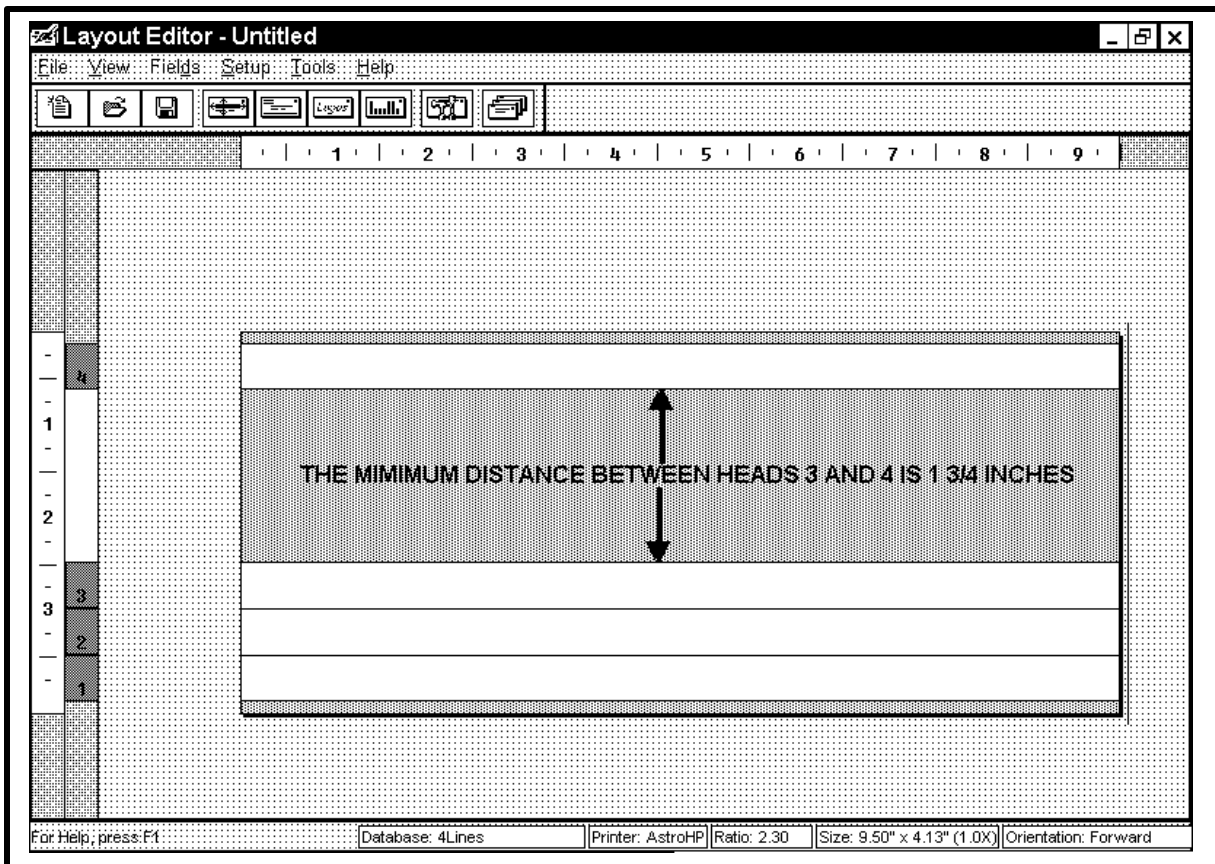 Layout Editor - Untitled
File View Fields Setup Tools Help
Logos
1 2 3 4 5 6 7 8 9
4
1
THE MIMIMUM DISTANCE BETWEEN HEADS 3 AND 4 IS 1 3/4 INCHES
2
3
3
2
1
For Help, press F1 Database: 4Lines Printer: AstroHP Ratio: 2.30 Size: 9.50" x 4.13" (1.0X) Orientation: Forward